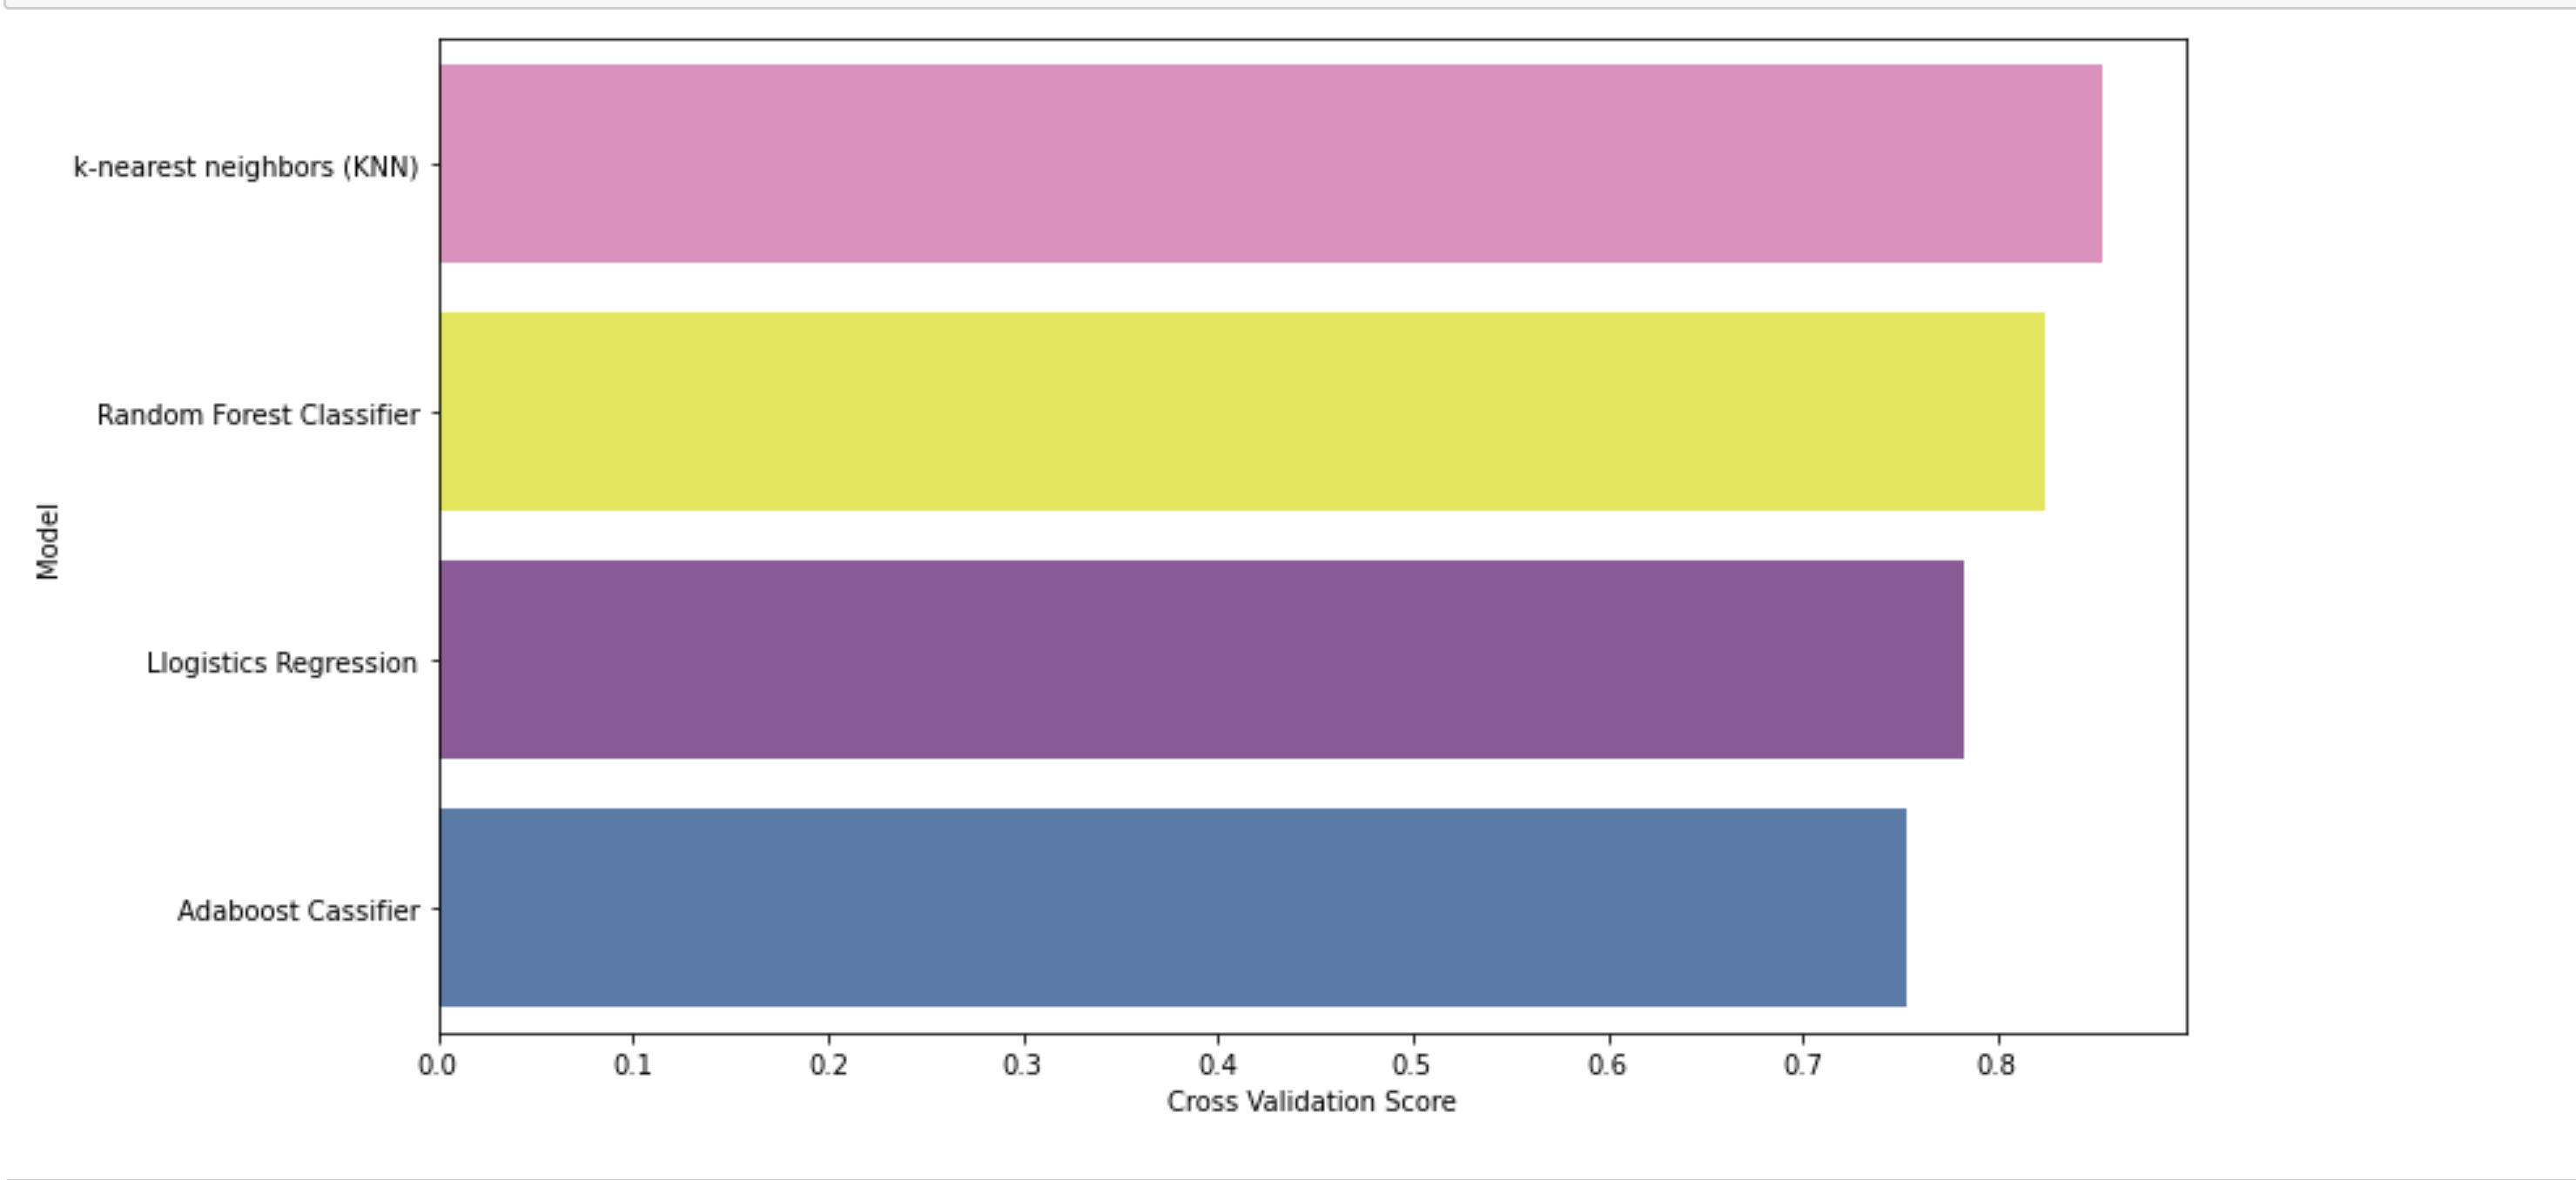 k-nearest neighbors (KNN)
Random Forest Classifier
Model
Llogistics Regression
Adaboost Cassifier
0.0 0.1 0.2 0.3 0.4 0.5 0.6 0.7 0.8
Cross Validation Score